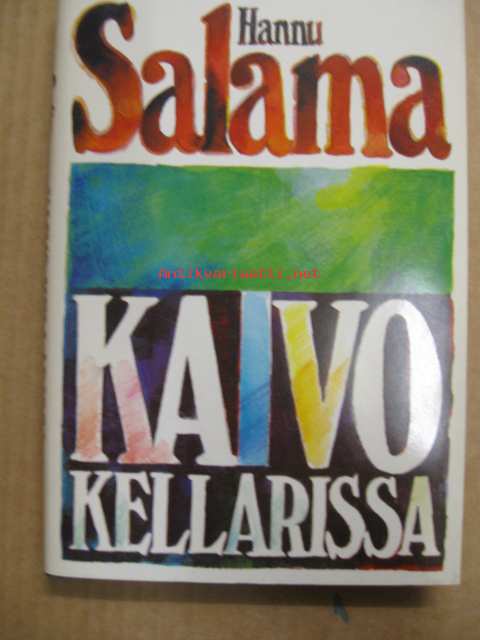 Hannu
Salama
Antikvariaatti.net
KAIVO
KELLARISSA